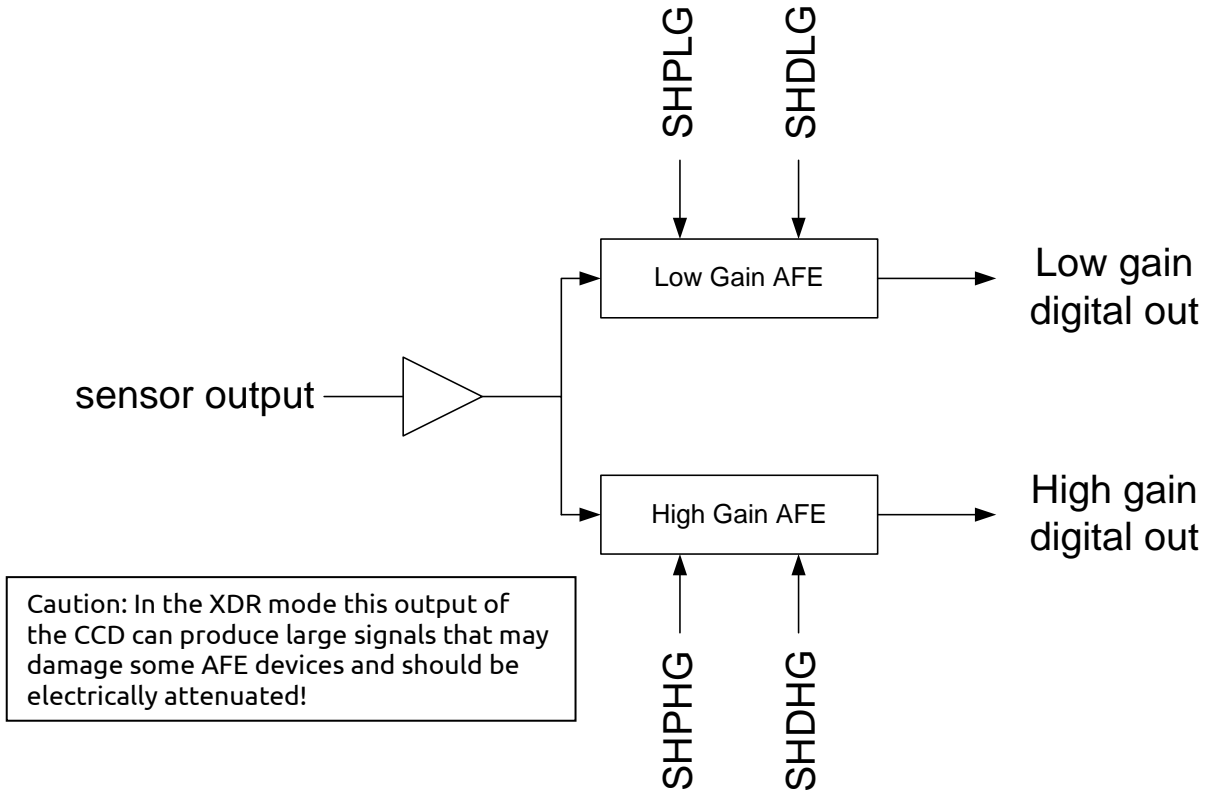 SHPLG
SHDLG
Low Gain AFE
Low gain
digital out
sensor output
High Gain AFE
High gain
digital out
Caution: In the XDR mode this output of
the CCD can produce large signals that may
damage some AFE devices and should be
electrically attenuated!
SHPHG
SHDHG